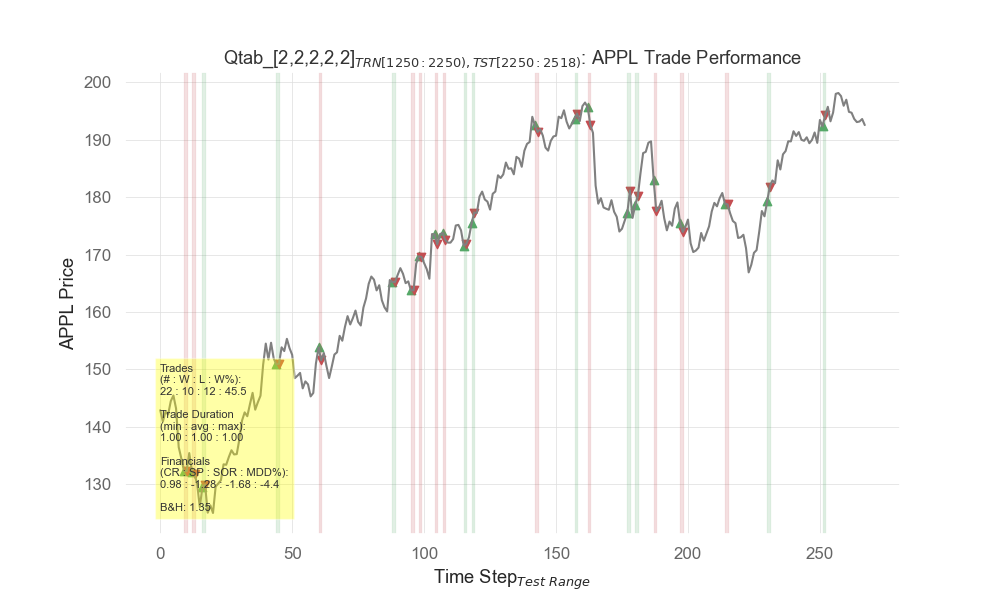 Qtab_[2,2,2,2,2]TRN[1250:2250),TST[2250:2518): APPL Trade Performance
200
190
180
170
160
150
140
130
APPL Price
Trades
(# : W : L : W%):
22 : 10 : 12 : 45.5
Trade Duration
(min : avg : max):
1.00 : 1.00 : 1.00
Financials
(CR : SP : SOR : MDD%):
0.98 : -1.28 : -1.68 : -4.4
B&H: 1.35
0 50 100 150 200 250
Time StepTest Range